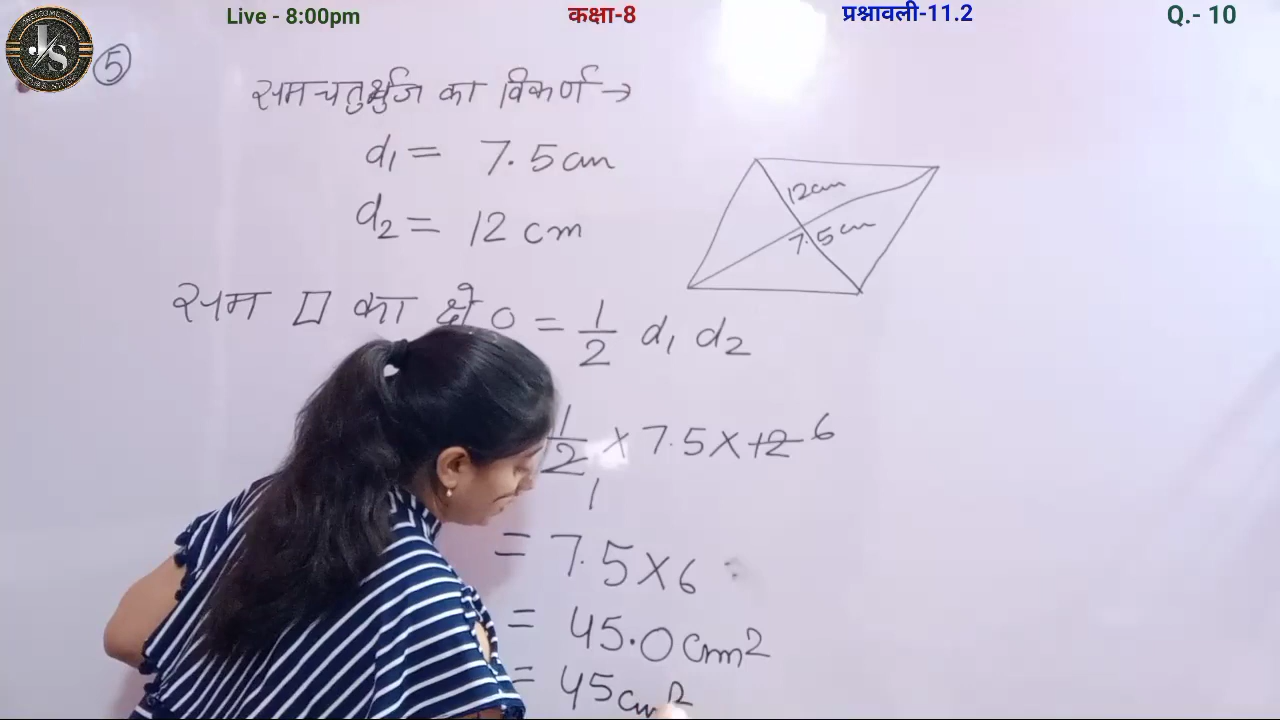 Live - 8:00pm कक्षा-8 प्रश्नावली-11.2 Q.- 10
JS
5
समचतुर्भुज का विकर्ण →
d₁ = 7.5 cm
d₂ = 12 cm
12cm
7.5 cm
सम ▱ का क्षे० = 1/2 d₁ d₂
1/2 × 7.5 × 12 6
1
= 7.5 × 6
= 45.0 cm²
= 45 cm²